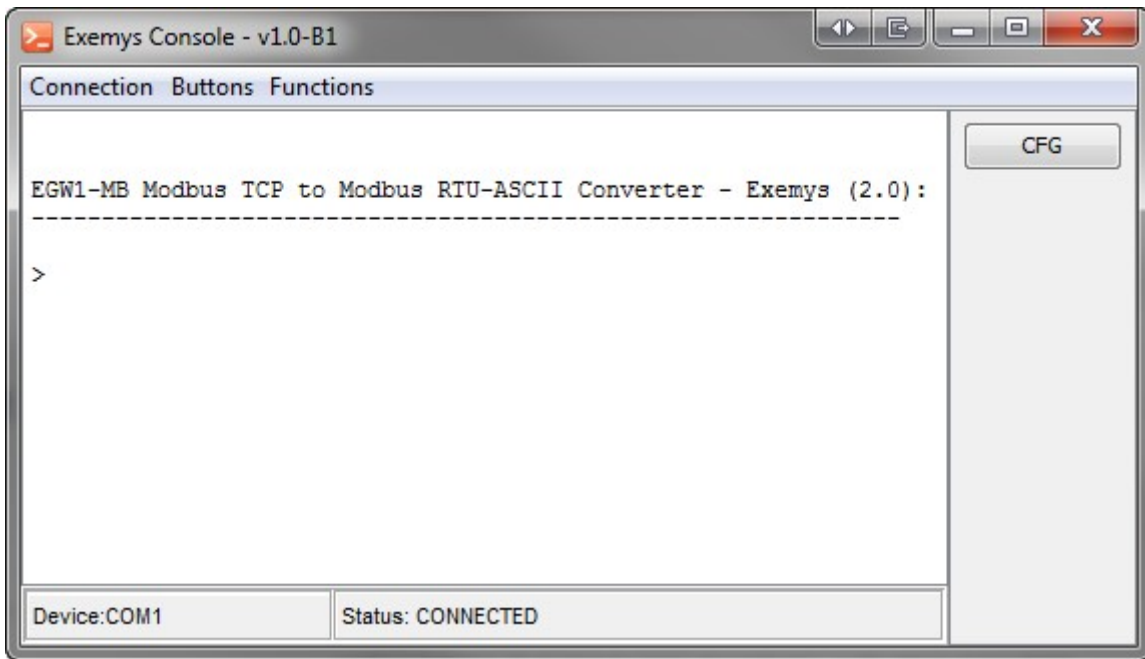 Exemys Console - v1.0-B1
Connection Buttons Functions
CFG
EGW1-MB Modbus TCP to Modbus RTU-ASCII Converter - Exemys (2.0):
---------------------------------------------------------------
>
Device:COM1
Status: CONNECTED